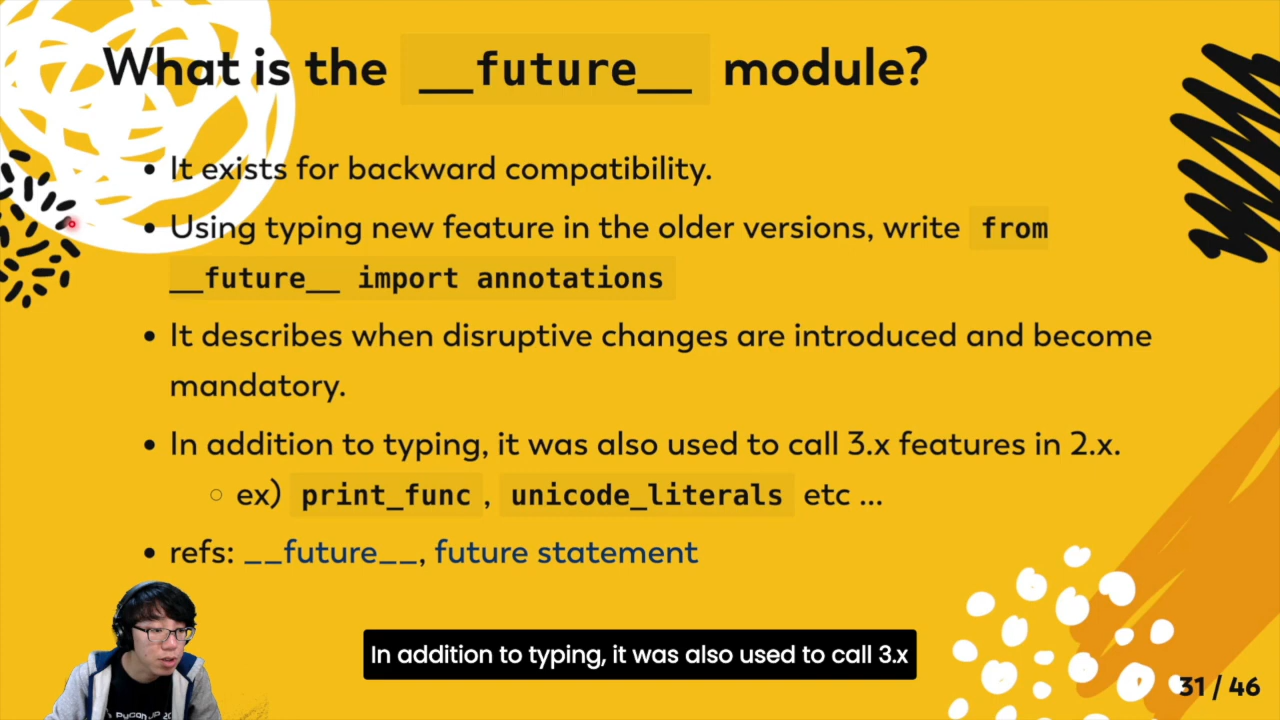 What is the __future__ module?
• It exists for backward compatibility.
• Using typing new feature in the older versions, write from
__future__ import annotations
• It describes when disruptive changes are introduced and become
mandatory.
• In addition to typing, it was also used to call 3.x features in 2.x.
○ ex) print_func, unicode_literals etc ...
• refs: __future__, future statement
In addition to typing, it was also used to call 3.x
31 / 46